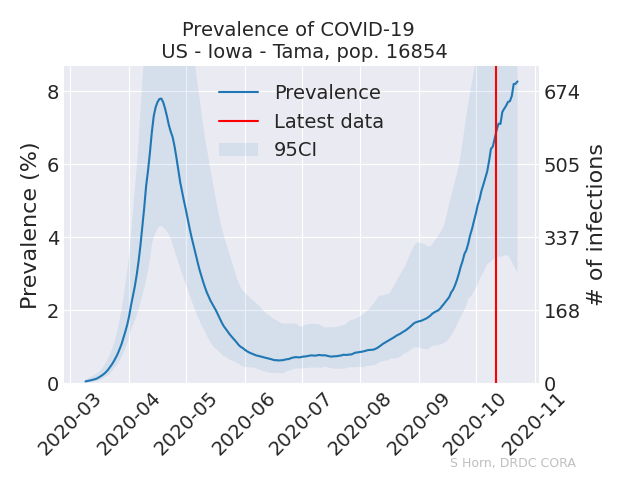 Prevalence of COVID-19
US - Iowa - Tama, pop. 16854
Prevalence
Latest data
95CI
Prevalence (%)
8
6
4
2
0
# of infections
674
505
337
168
0
2020-03
2020-04
2020-05
2020-06
2020-07
2020-08
2020-09
2020-10
2020-11
S Horn, DRDC CORA